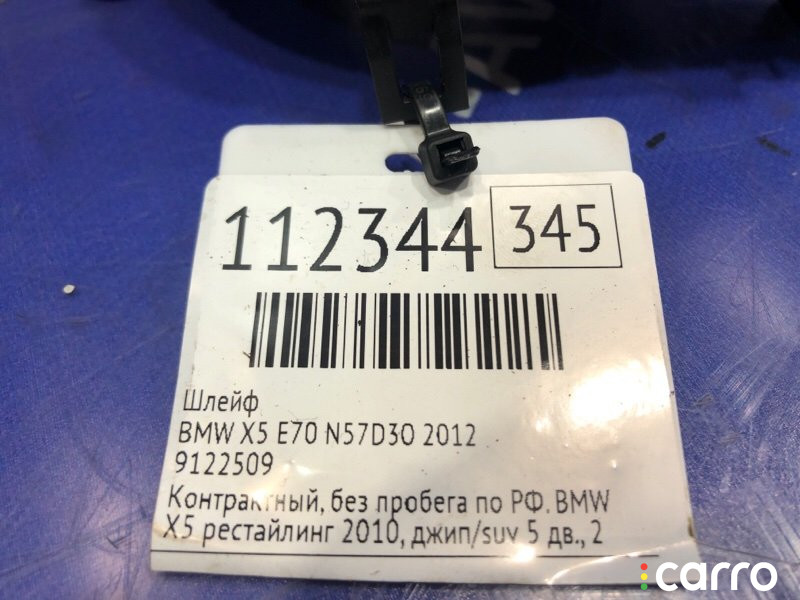 112344 345
Шлейф
BMW X5 E70 N57D30 2012
9122509
Контрактный, без пробега по РФ. BMW
X5 рестайлинг 2010, джип/suv 5 дв., 2
carro